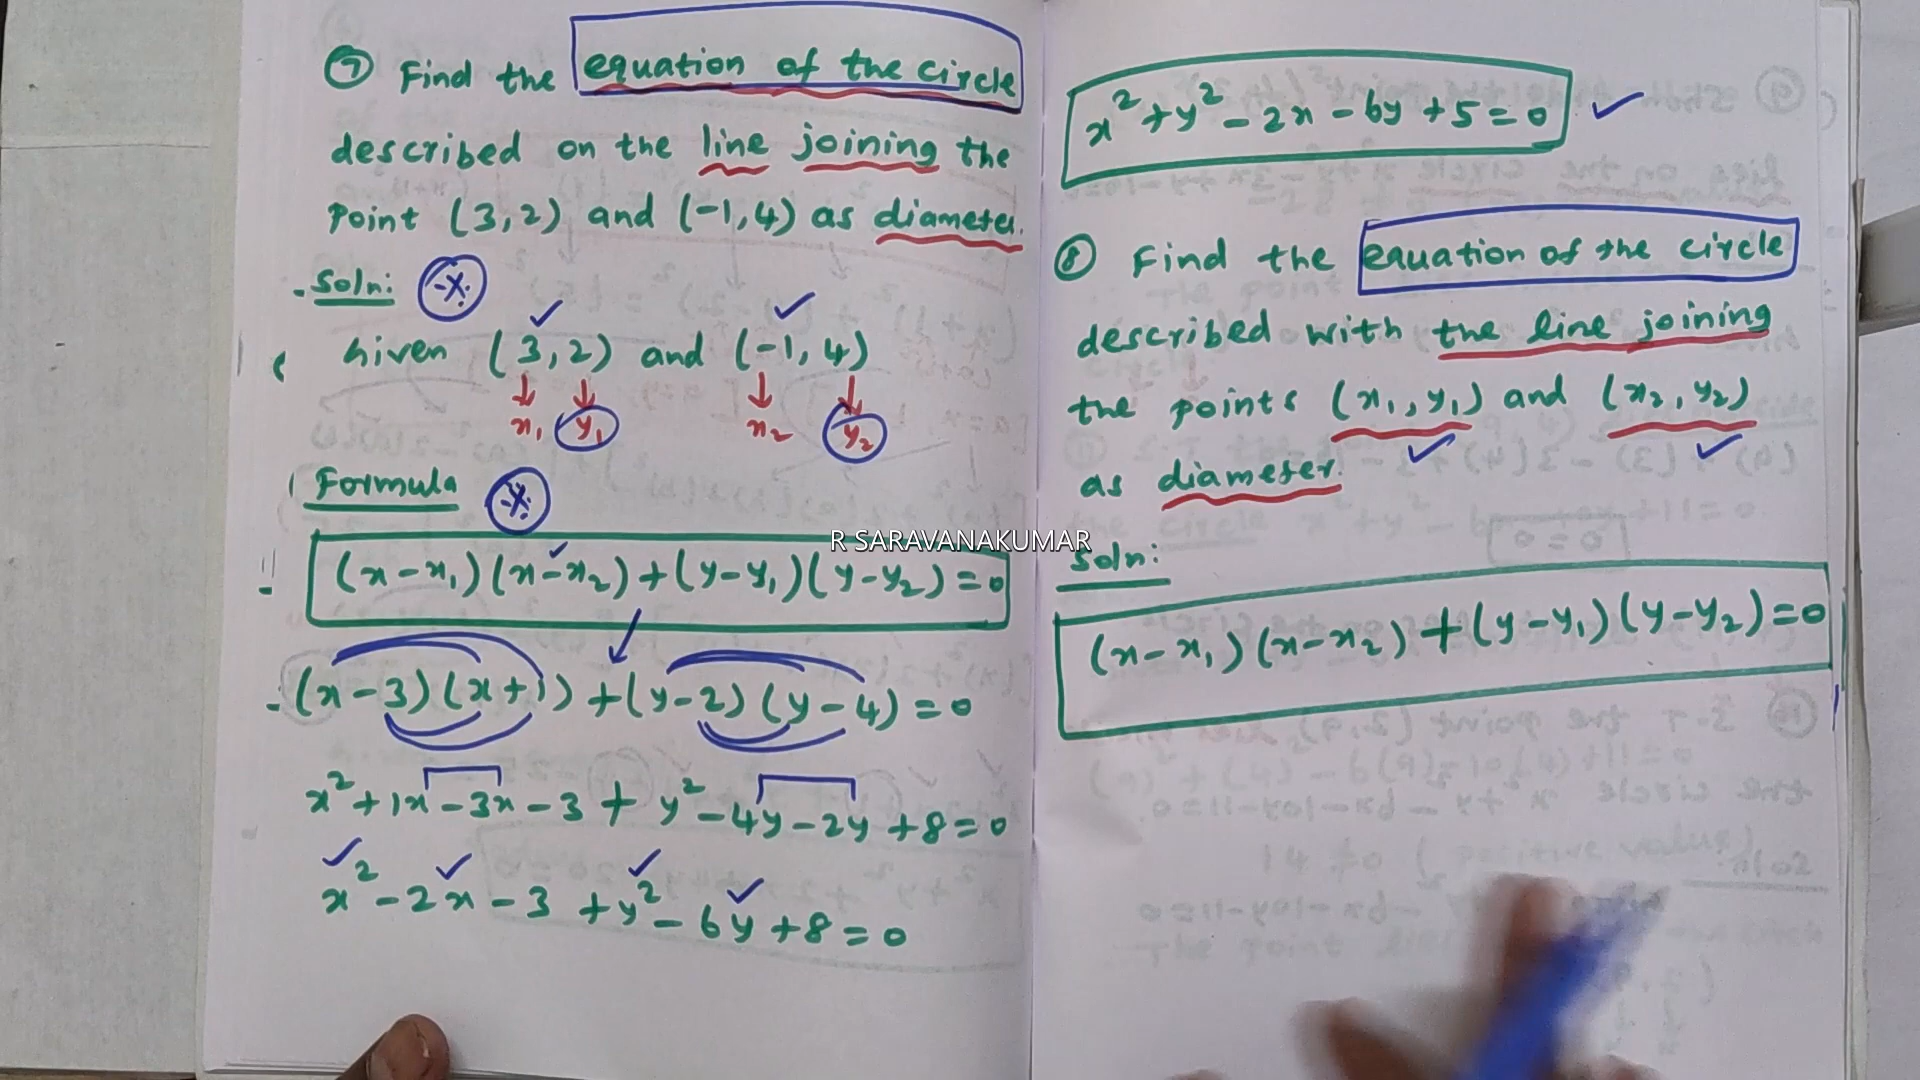 ⑦ Find the equation of the circle
described on the line joining the
Point (3,2) and (-1,4) as diameter.
Soln:
Given (3,2) and (-1,4)
↓ ↓ ↓ ↓
x₁ y₁ x₂ y₂
Formula
(x-x₁)(x-x₂)+(y-y₁)(y-y₂)=0
(x-3)(x+1)+(y-2)(y-4)=0
x²+1x-3x-3+y²-4y-2y+8=0
x²-2x-3+y²-6y+8=0
x²+y²-2x-6y+5=0
⑧ Find the equation of the circle
described with the line joining
the points (x₁,y₁) and (x₂,y₂)
as diameter.
R SARAVANAKUMAR
Soln:
(x-x₁)(x-x₂)+(y-y₁)(y-y₂)=0